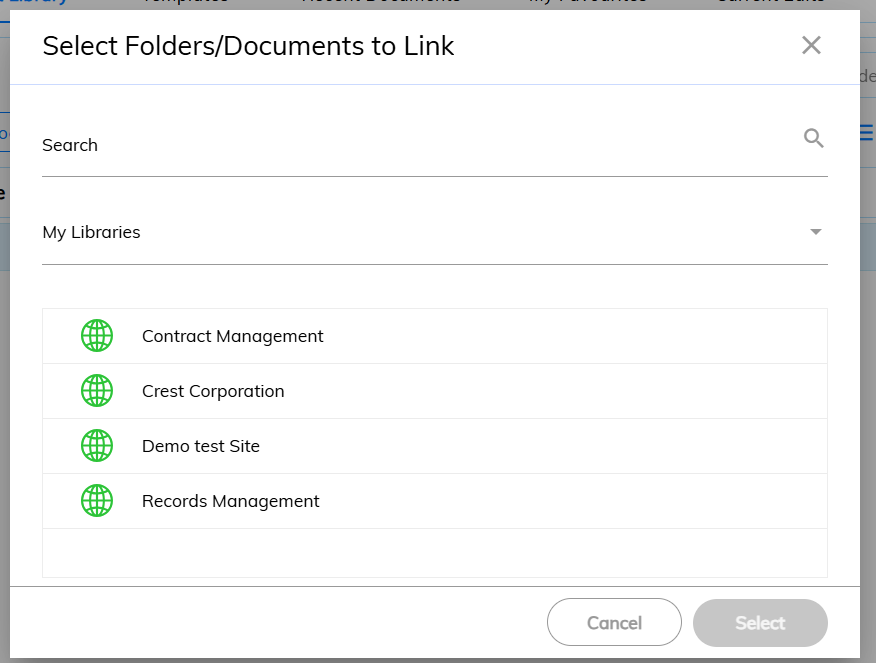 Select Folders/Documents to Link
Search
My Libraries
Contract Management
Crest Corporation
Demo test Site
Records Management
Cancel
Select